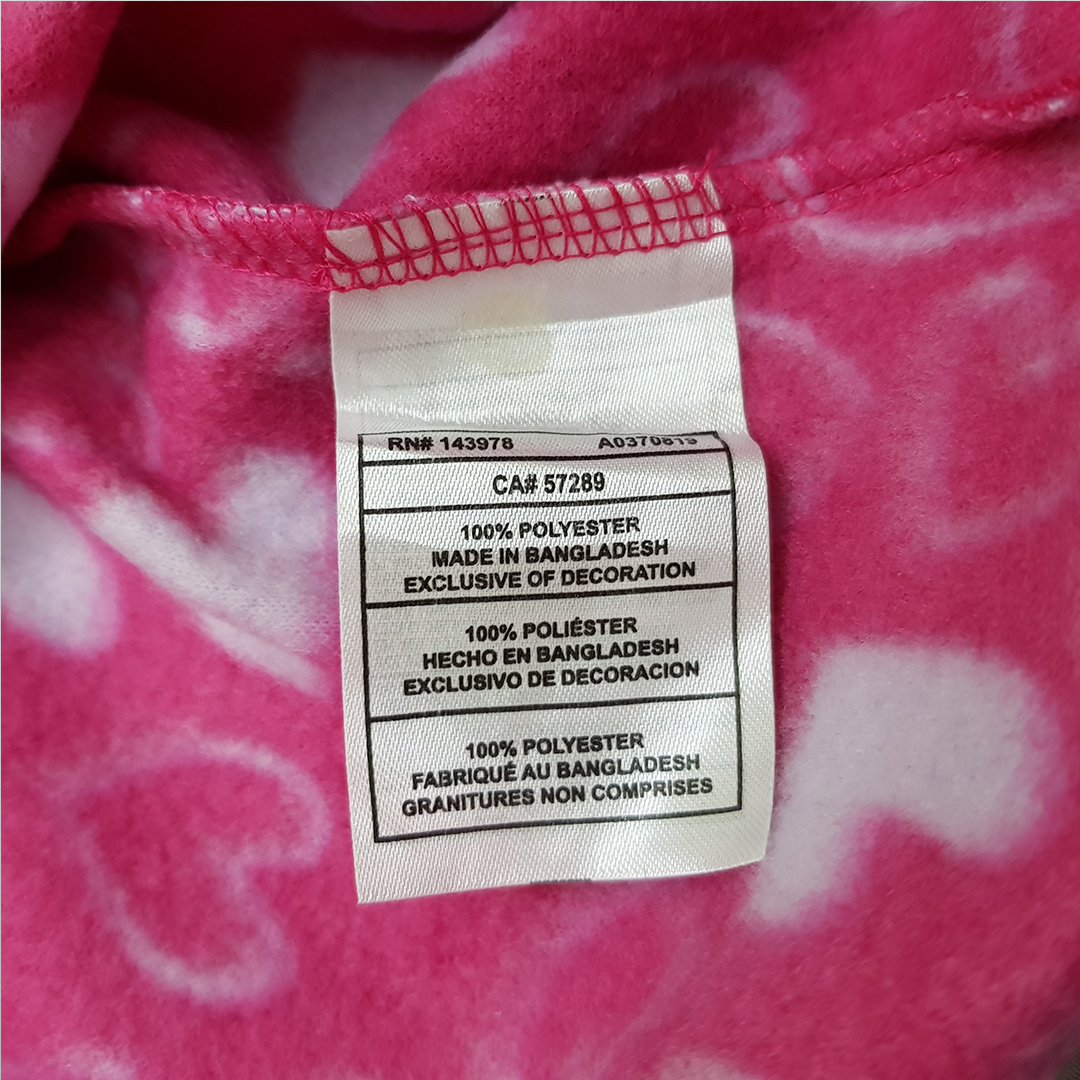 RN# 143978 A0370819
CA# 57289
100% POLYESTER
MADE IN BANGLADESH
EXCLUSIVE OF DECORATION
100% POLIÉSTER
HECHO EN BANGLADESH
EXCLUSIVO DE DECORACION
100% POLYESTER
FABRIQUÉ AU BANGLADESH
GRANITURES NON COMPRISES